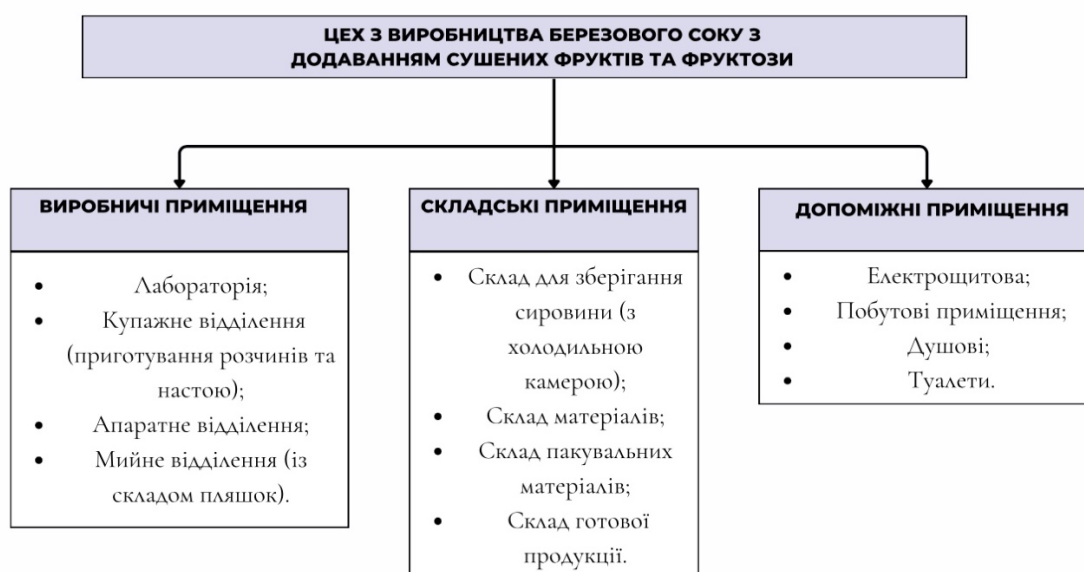 ЦЕХ З ВИРОБНИЦТВА БЕРЕЗОВОГО СОКУ З
ДОДАВАННЯМ СУШЕНИХ ФРУКТІВ ТА ФРУКТОЗИ
ВИРОБНИЧІ ПРИМІЩЕННЯ
• Лабораторія;
• Купажне відділення
(приготування розчинів та
настою);
• Апаратне відділення;
• Мийне відділення (із
складом пляшок).
СКЛАДСЬКІ ПРИМІЩЕННЯ
• Склад для зберігання
сировини (з
холодильною
камерою);
• Склад матеріалів;
• Склад пакувальних
матеріалів;
• Склад готової
продукції.
ДОПОМІЖНІ ПРИМІЩЕННЯ
• Електрощитова;
• Побутові приміщення;
• Душові;
• Туалети.